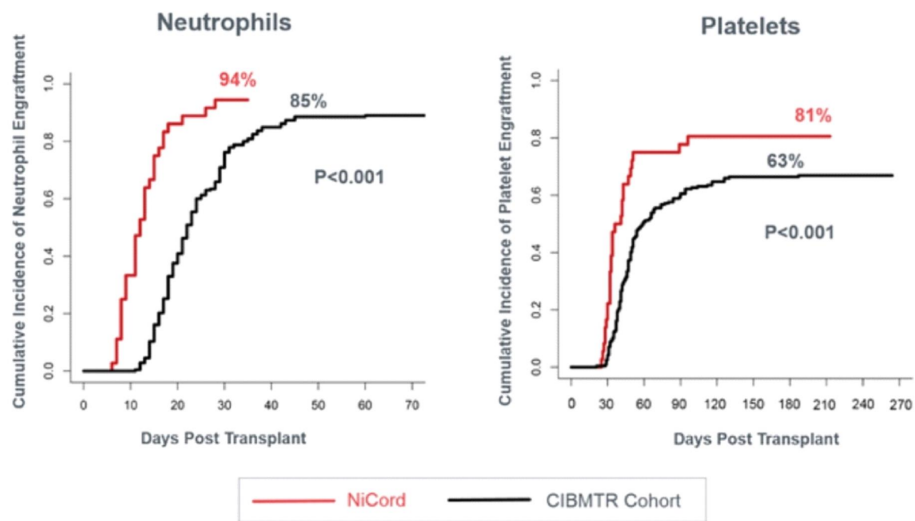 Neutrophils
Cumulative Incidence of Neutrophil Engraftment
1.0
0.8
0.6
0.4
0.2
0.0
94%
85%
P<0.001
0 10 20 30 40 50 60 70
Days Post Transplant
Platelets
Cumulative Incidence of Platelet Engraftment
1.0
0.8
0.6
0.4
0.2
0.0
81%
63%
P<0.001
0 30 60 90 120 150 180 210 240 270
Days Post Transplant
NiCord CIBMTR Cohort